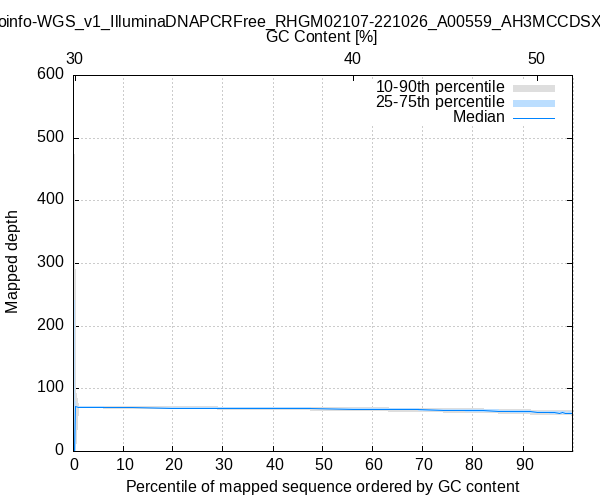 oinfo-WGS_v1_IlluminaDNAPCRFree_RHGM02107-221026_A00559_AH3MCCDSX
GC Content [%]
30 40 50
600
500
400
300
200
100
0
Mapped depth
10-90th percentile
25-75th percentile
Median
0 10 20 30 40 50 60 70 80 90
Percentile of mapped sequence ordered by GC content